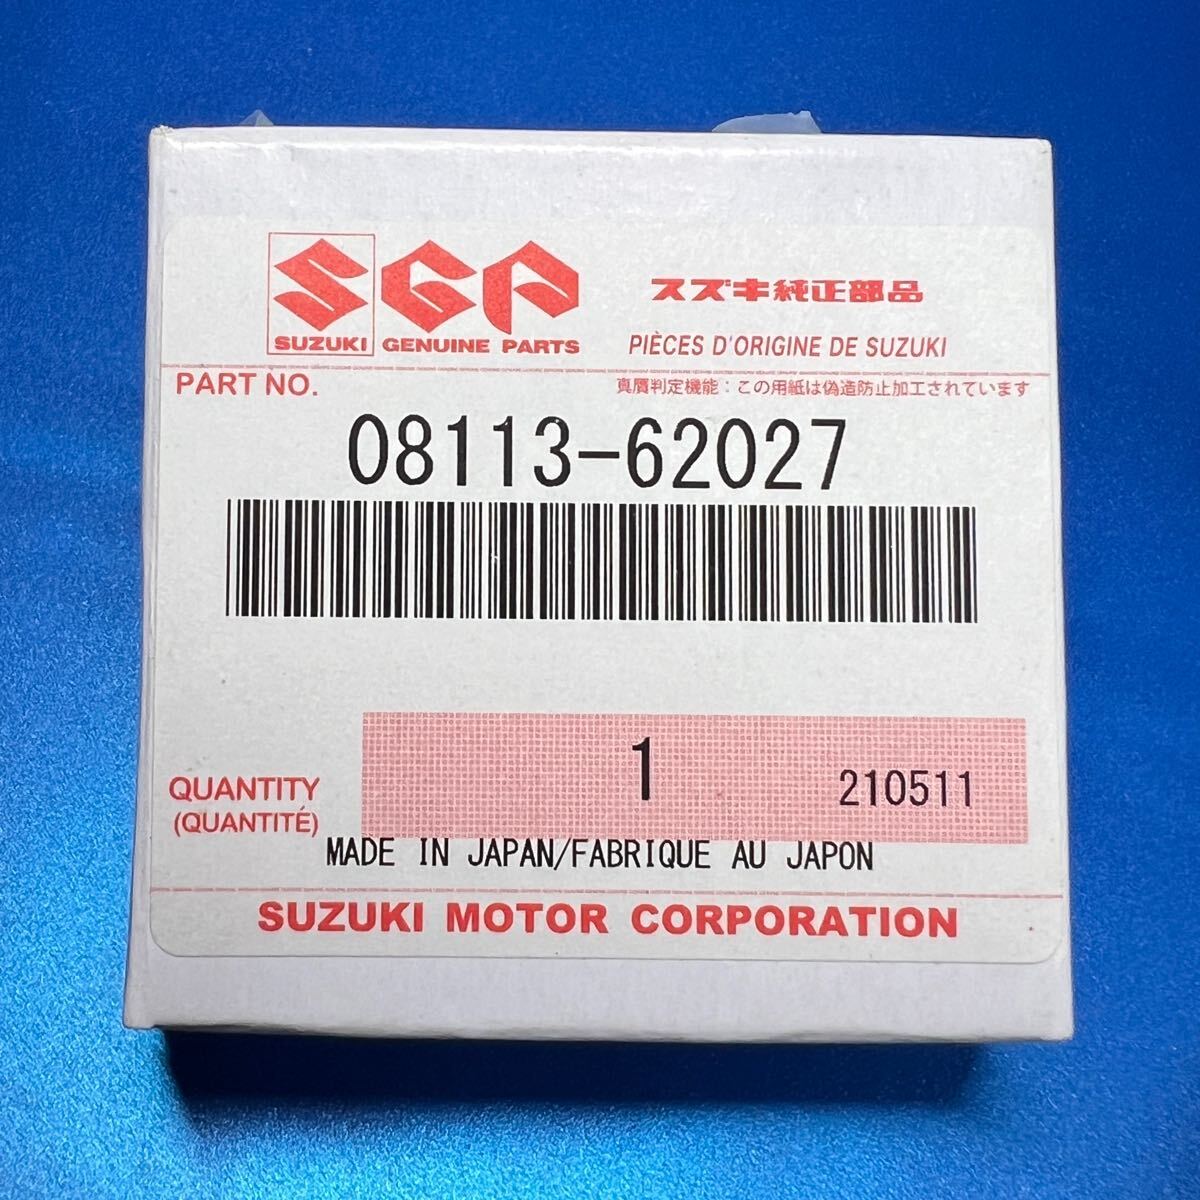 SGP
SUZUKI GENUINE PARTS
スズキ純正部品
PIÈCES D'ORIGINE DE SUZUKI
PART NO.
真贋判定機能：この用紙は偽造防止加工されています
08113-62027
1
210511
QUANTITY
(QUANTITÉ)
MADE IN JAPAN/FABRIQUE AU JAPON
SUZUKI MOTOR CORPORATION